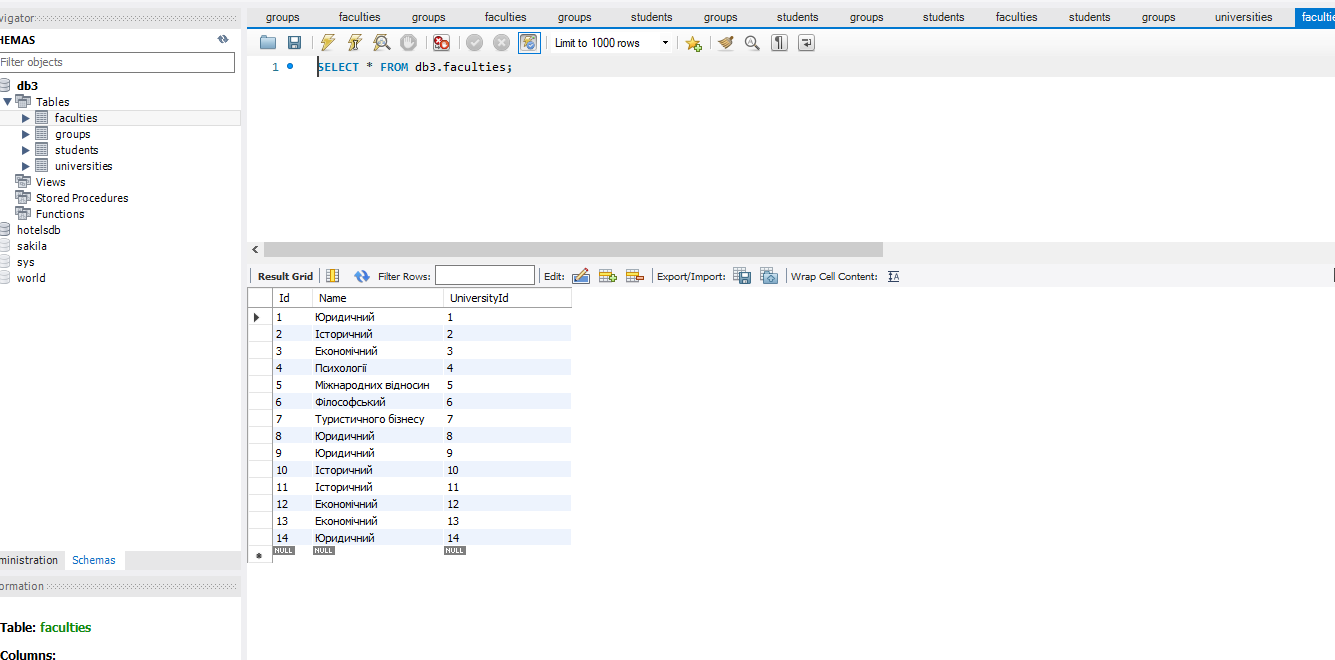 vigator
groups faculties groups faculties groups students groups students groups students faculties students groups universities faculties
HEMAS
Limit to 1000 rows
Filter objects
1 SELECT * FROM db3.faculties;
db3
Tables
faculties
groups
students
universities
Views
Stored Procedures
Functions
hotelsdb
sakila
sys
world
Result Grid Filter Rows: Edit: Export/Import: Wrap Cell Content:
Id Name UniversityId
1 Юридичний 1
2 Історичний 2
3 Економічний 3
4 Психології 4
5 Міжнародних відносин 5
6 Філософський 6
7 Туристичного бізнесу 7
8 Юридичний 8
9 Юридичний 9
10 Історичний 10
11 Історичний 11
12 Економічний 12
13 Економічний 13
14 Юридичний 14
NULL NULL NULL
ministration Schemas
ormation
Table: faculties
Columns: